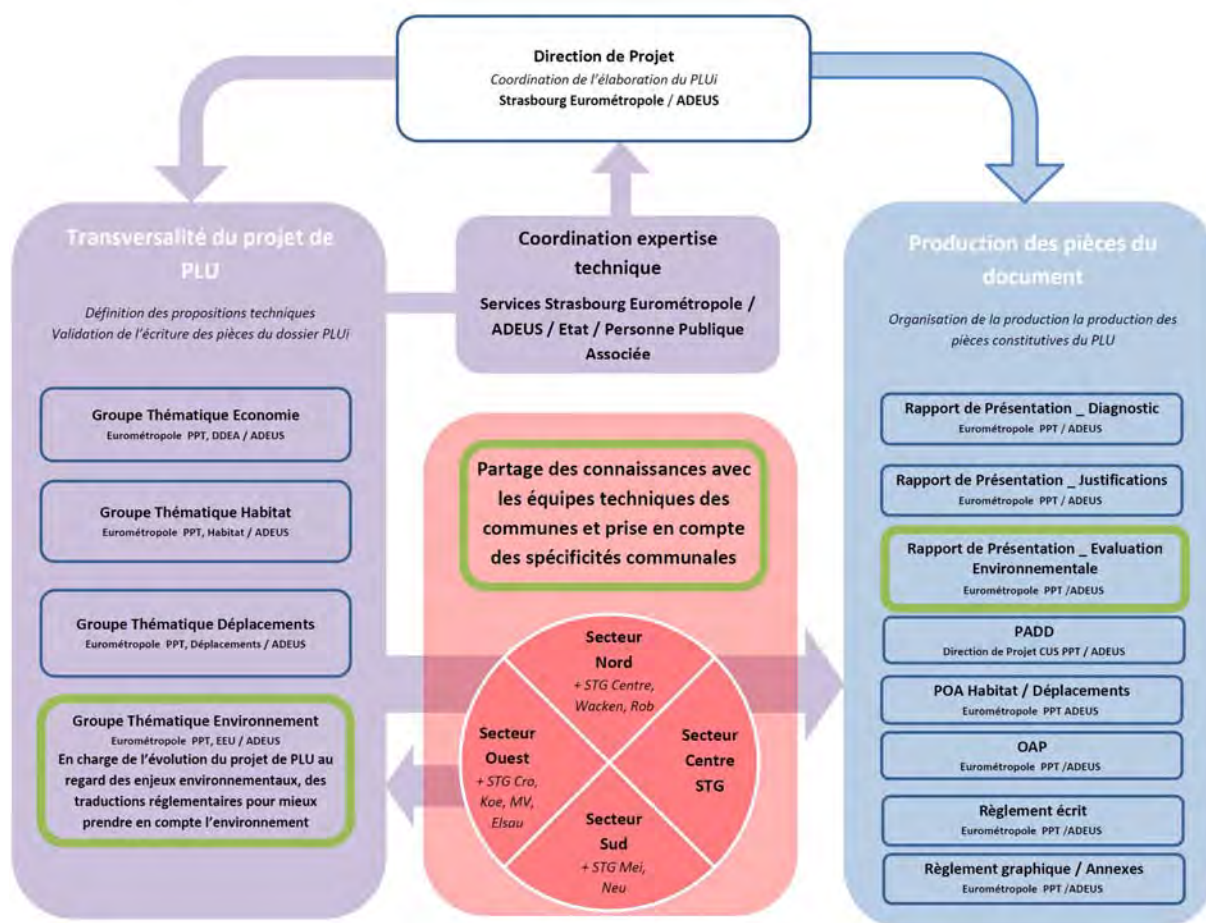 Direction de Projet
Coordination de l'élaboration du PLUi
Strasbourg Eurométropole / ADEUS
Transversalité du projet de
PLU
Définition des propositions techniques
Validation de l'écriture des pièces du dossier PLUi
Groupe Thématique Economie
Eurométropole PPT, DDEA / ADEUS
Groupe Thématique Habitat
Eurométropole PPT, Habitat / ADEUS
Groupe Thématique Déplacements
Eurométropole PPT, Déplacements / ADEUS
Groupe Thématique Environnement
Eurométropole PPT, EEU / ADEUS
En charge de l'évolution du projet de PLU au
regard des enjeux environnementaux, des
traductions réglementaires pour mieux
prendre en compte l'environnement
Coordination expertise
technique
Services Strasbourg Eurométropole /
ADEUS / Etat / Personne Publique
Associée
Partage des connaissances avec
les équipes techniques des
communes et prise en compte
des spécificités communales
Secteur
Nord
+ STG Centre,
Wacken, Rob
Secteur
Ouest
+ STG Cro,
Koe, MV,
Elsau
Secteur
Centre
STG
Secteur
Sud
+ STG Mei,
Neu
Production des pièces du
document
Organisation de la production la production des
pièces constitutives du PLU
Rapport de Présentation _ Diagnostic
Eurométropole PPT / ADEUS
Rapport de Présentation _ Justifications
Eurométropole PPT / ADEUS
Rapport de Présentation _ Evaluation
Environnementale
Eurométropole PPT /ADEUS
PADD
Direction de Projet CUS PPT / ADEUS
POA Habitat / Déplacements
Eurométropole PPT ADEUS
OAP
Eurométropole PPT /ADEUS
Règlement écrit
Eurométropole PPT /ADEUS
Règlement graphique / Annexes
Eurométropole PPT /ADEUS